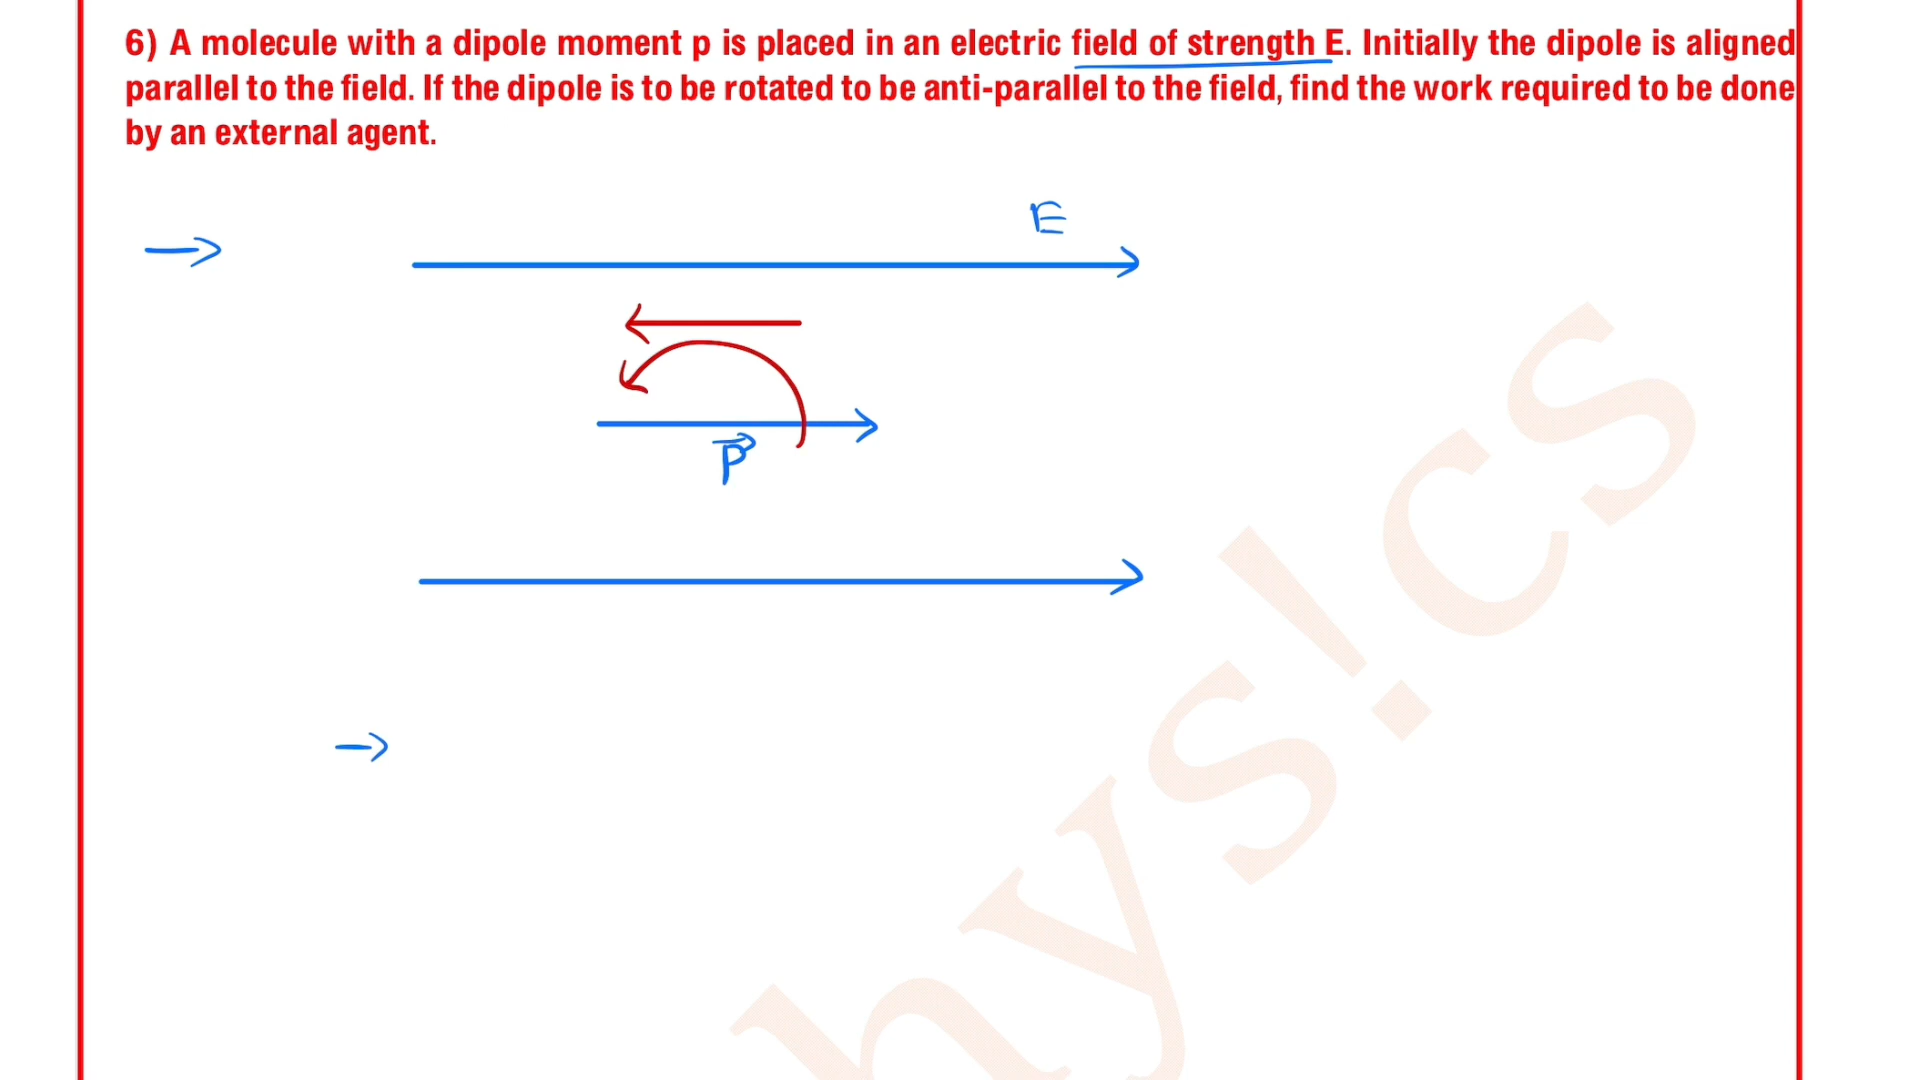 6) A molecule with a dipole moment p is placed in an electric field of strength E. Initially the dipole is aligned
parallel to the field. If the dipole is to be rotated to be anti-parallel to the field, find the work required to be done
by an external agent.
E
P
hys!cs